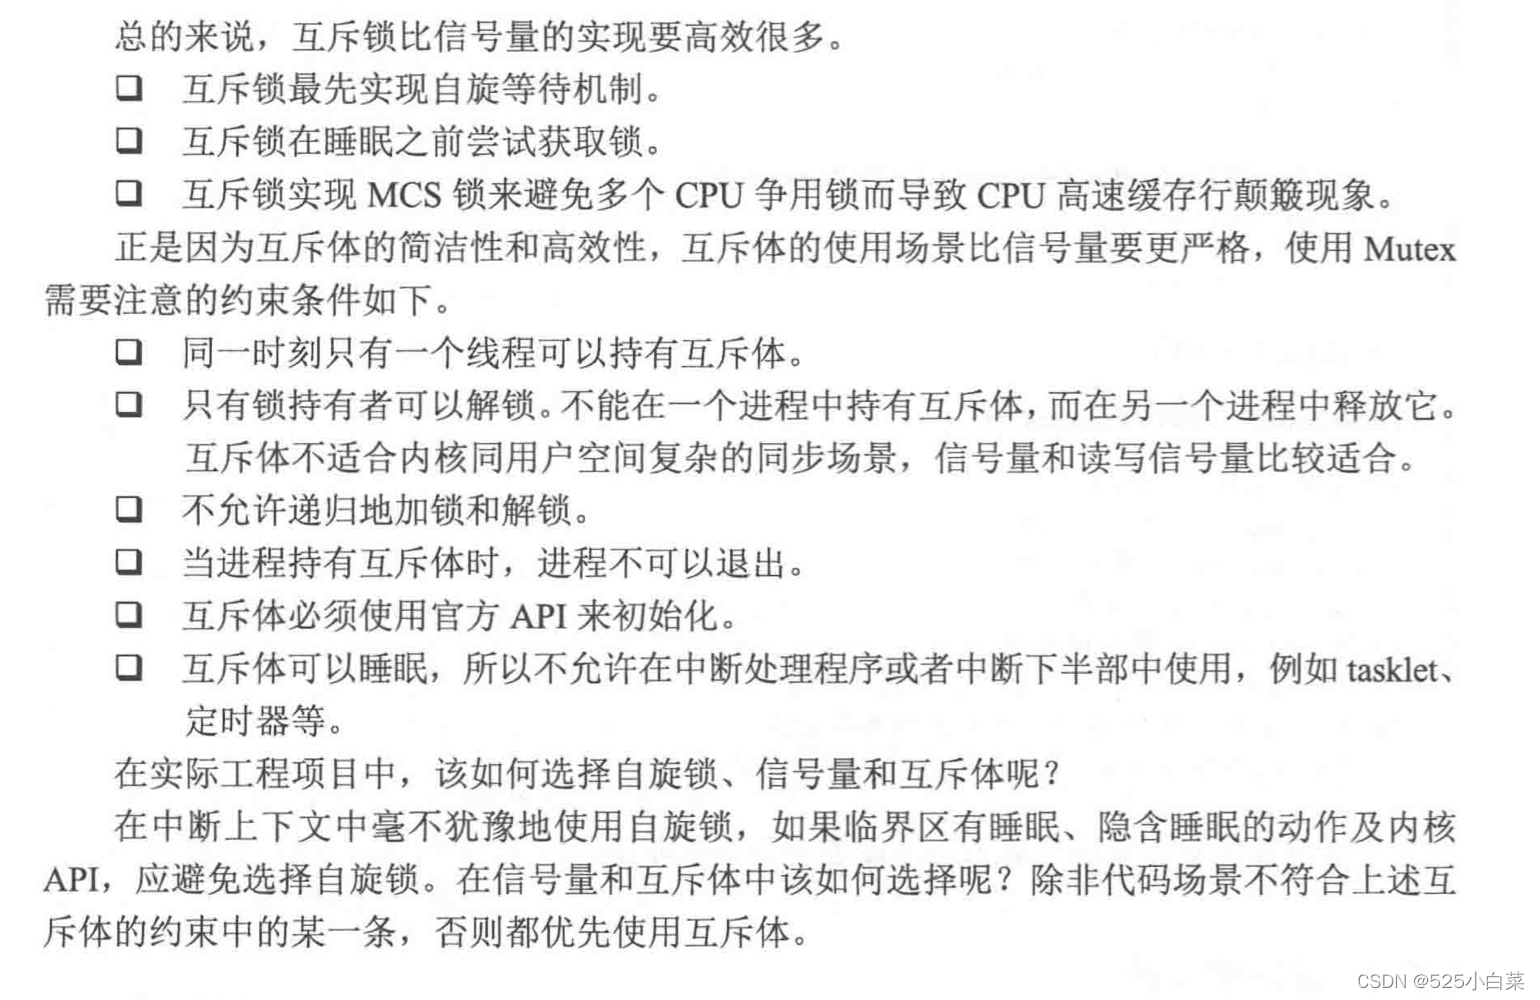 总的来说，互斥锁比信号量的实现要高效很多。
❑ 互斥锁最先实现自旋等待机制。
❑ 互斥锁在睡眠之前尝试获取锁。
❑ 互斥锁实现 MCS 锁来避免多个 CPU 争用锁而导致 CPU 高速缓存行颠簸现象。
正是因为互斥体的简洁性和高效性，互斥体的使用场景比信号量要更严格，使用 Mutex
需要注意的约束条件如下。
❑ 同一时刻只有一个线程可以持有互斥体。
❑ 只有锁持有者可以解锁。不能在一个进程中持有互斥体，而在另一个进程中释放它。
互斥体不适合内核同用户空间复杂的同步场景，信号量和读写信号量比较适合。
❑ 不允许递归地加锁和解锁。
❑ 当进程持有互斥体时，进程不可以退出。
❑ 互斥体必须使用官方 API 来初始化。
❑ 互斥体可以睡眠，所以不允许在中断处理程序或者中断下半部中使用，例如 tasklet、
定时器等。
在实际工程项目中，该如何选择自旋锁、信号量和互斥体呢？
在中断上下文中毫不犹豫地使用自旋锁，如果临界区有睡眠、隐含睡眠的动作及内核
API，应避免选择自旋锁。在信号量和互斥体中该如何选择呢？除非代码场景不符合上述互
斥体的约束中的某一条，否则都优先使用互斥体。
CSDN @525小白菜